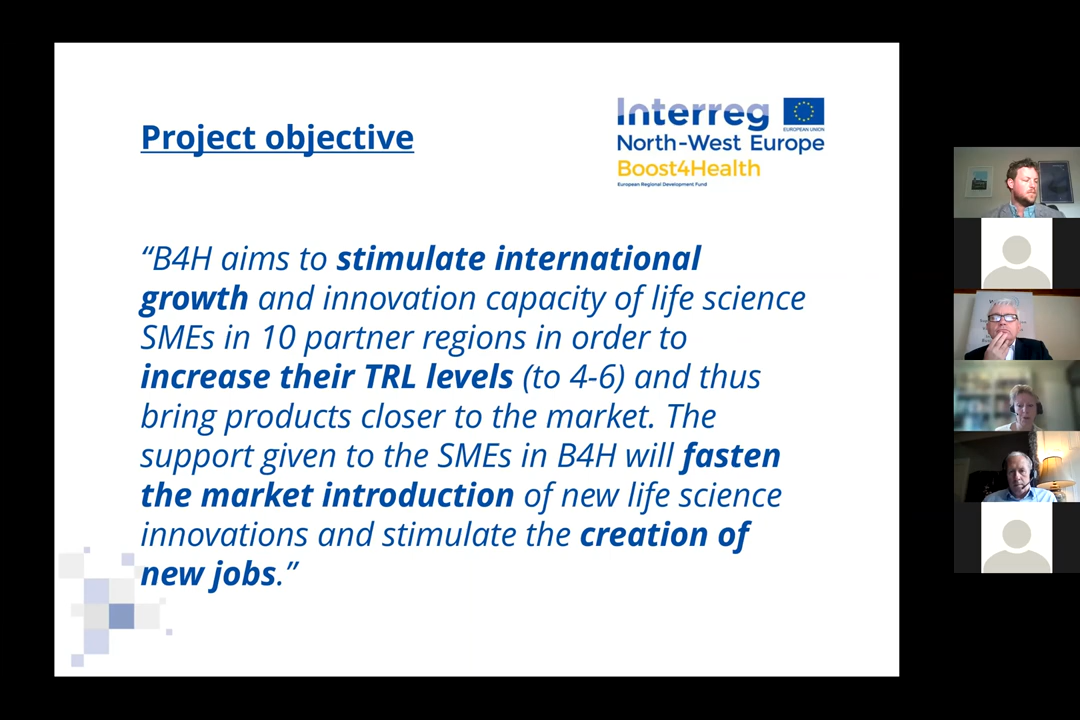 Project objective
Interreg
EUROPEAN UNION
North-West Europe
Boost4Health
European Regional Development Fund
“B4H aims to stimulate international
growth and innovation capacity of life science
SMEs in 10 partner regions in order to
increase their TRL levels (to 4-6) and thus
bring products closer to the market. The
support given to the SMEs in B4H will fasten
the market introduction of new life science
innovations and stimulate the creation of
new jobs.”